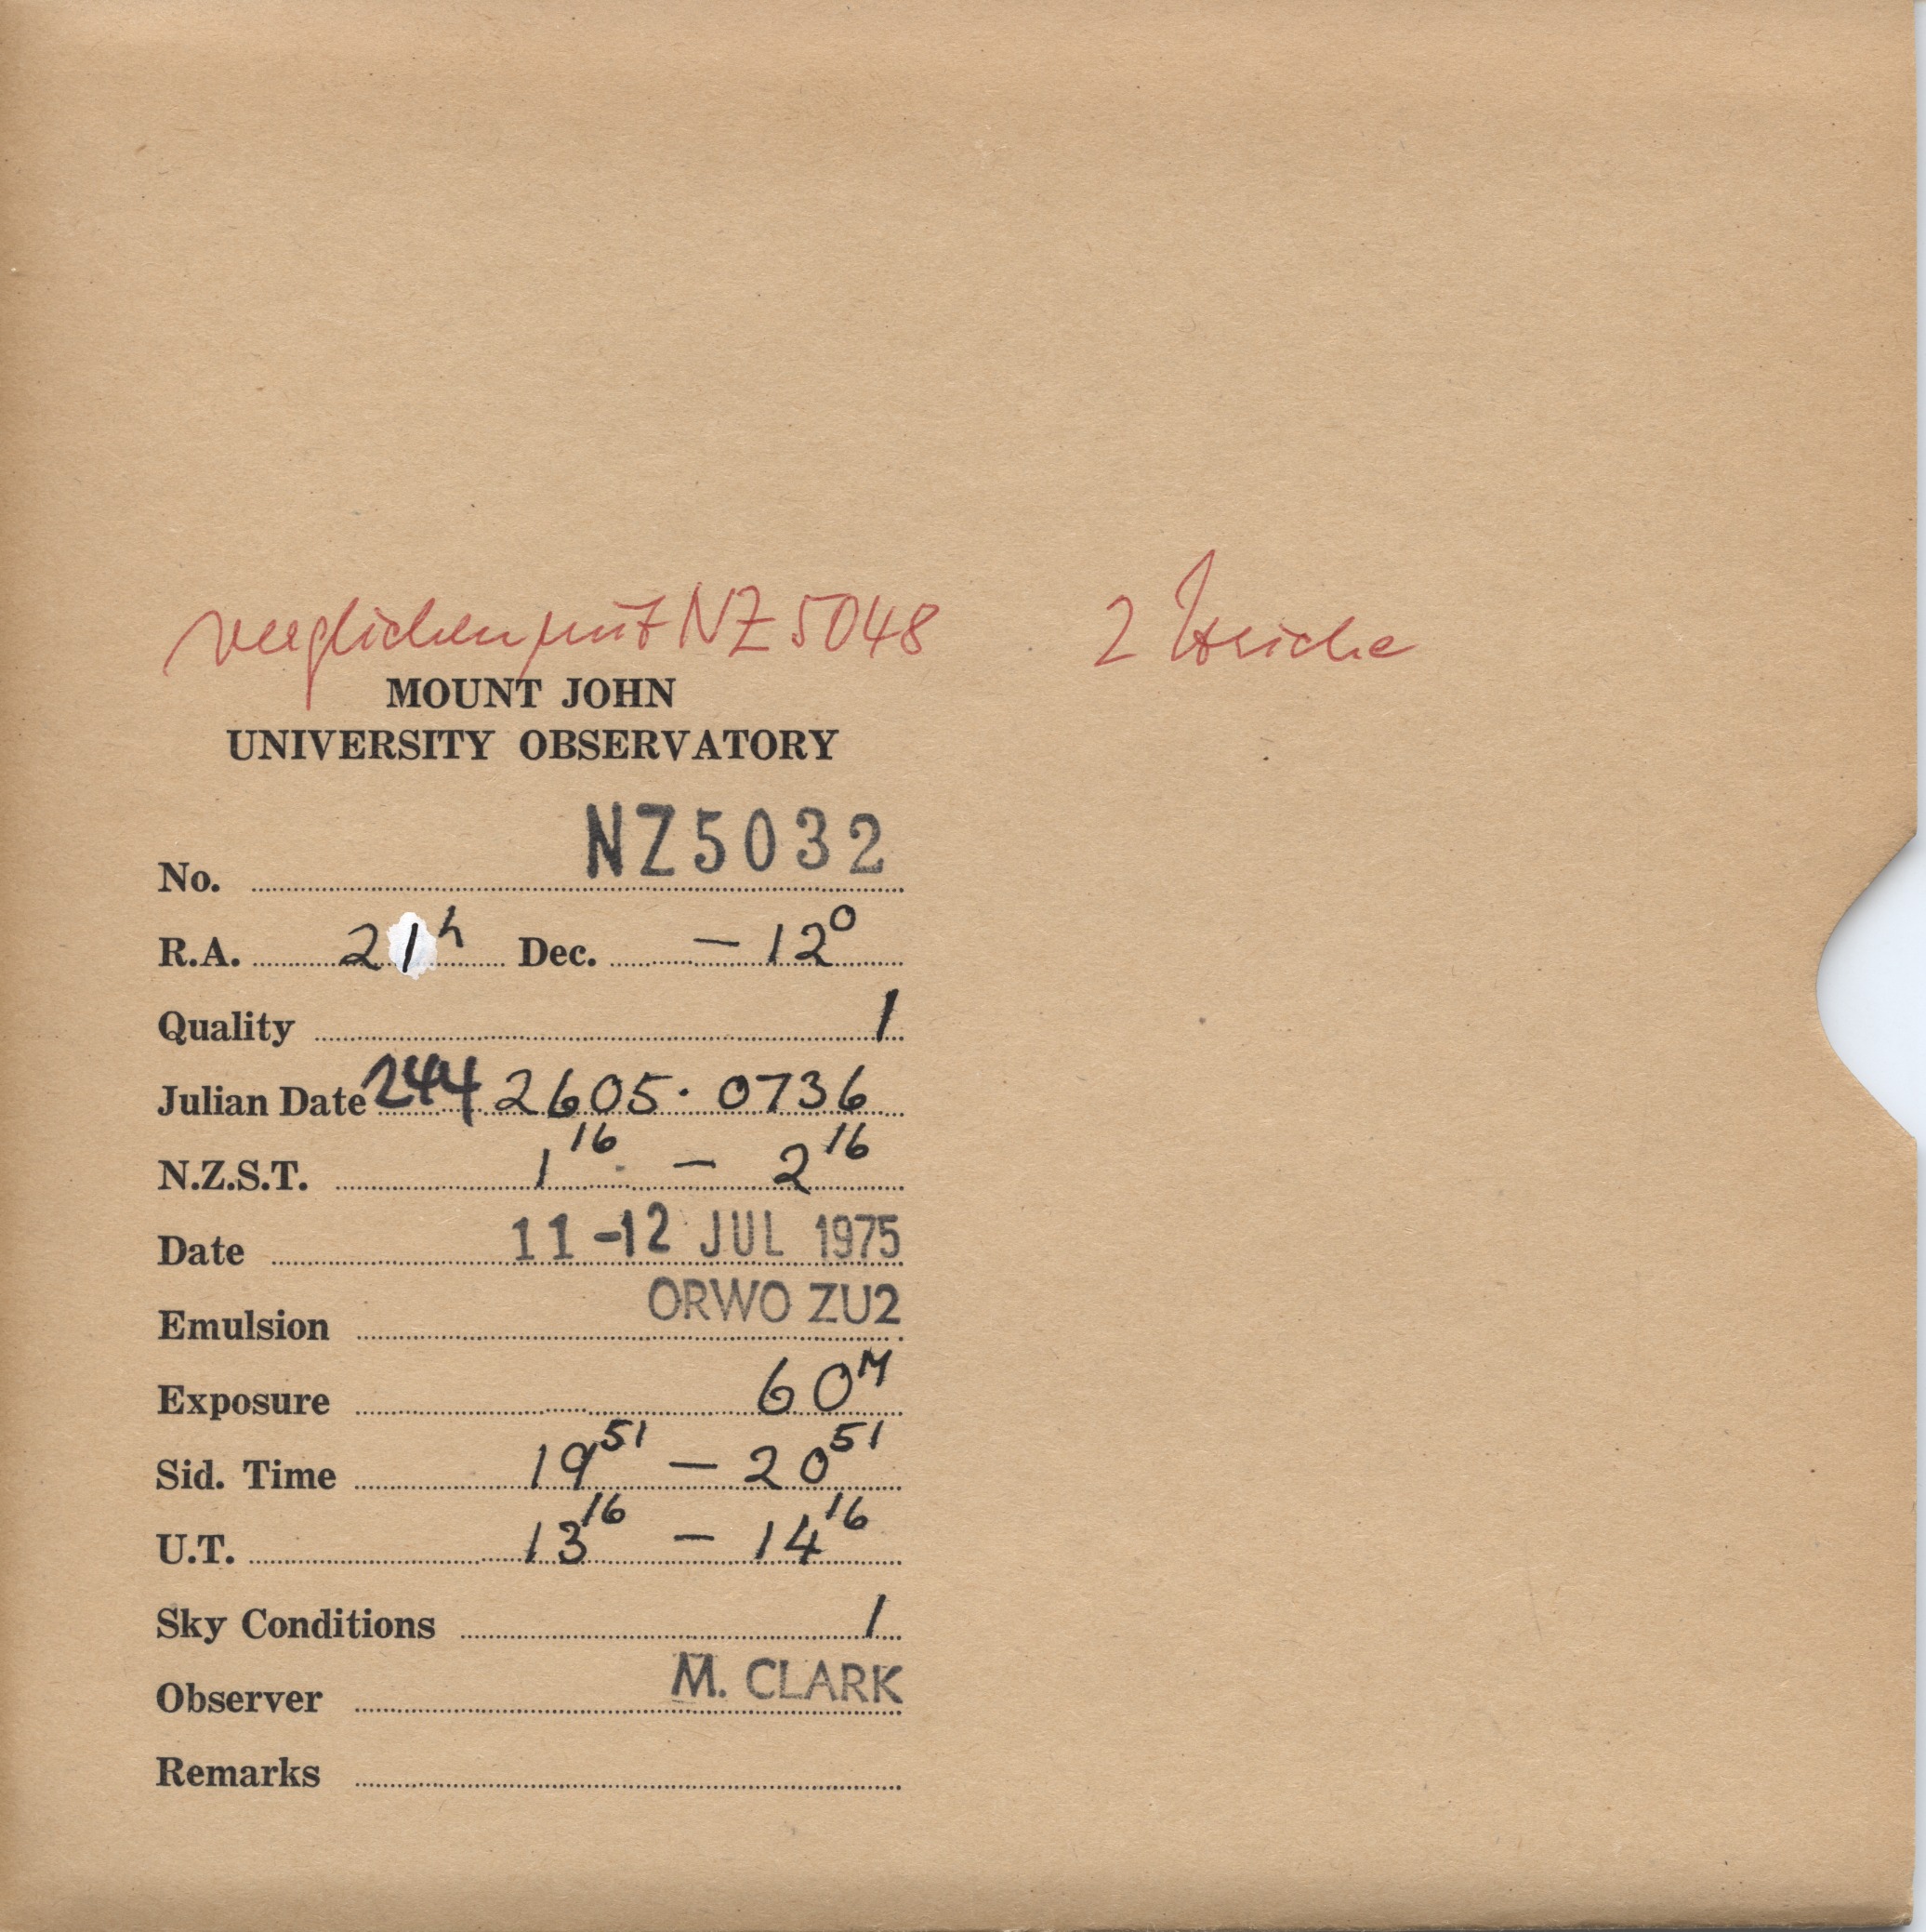 verglichen mit NZ 5048 2 Striche
MOUNT JOHN
UNIVERSITY OBSERVATORY
No. NZ5032
R.A. 21h Dec. -12°
Quality 1
Julian Date 244 2605.0736
N.Z.S.T. 1 16 - 2 16
Date 11-12 JUL 1975
Emulsion ORWO ZU2
Exposure 60M
Sid. Time 19 51 - 20 51
U.T. 13 16 - 14 16
Sky Conditions 1
Observer M. CLARK
Remarks